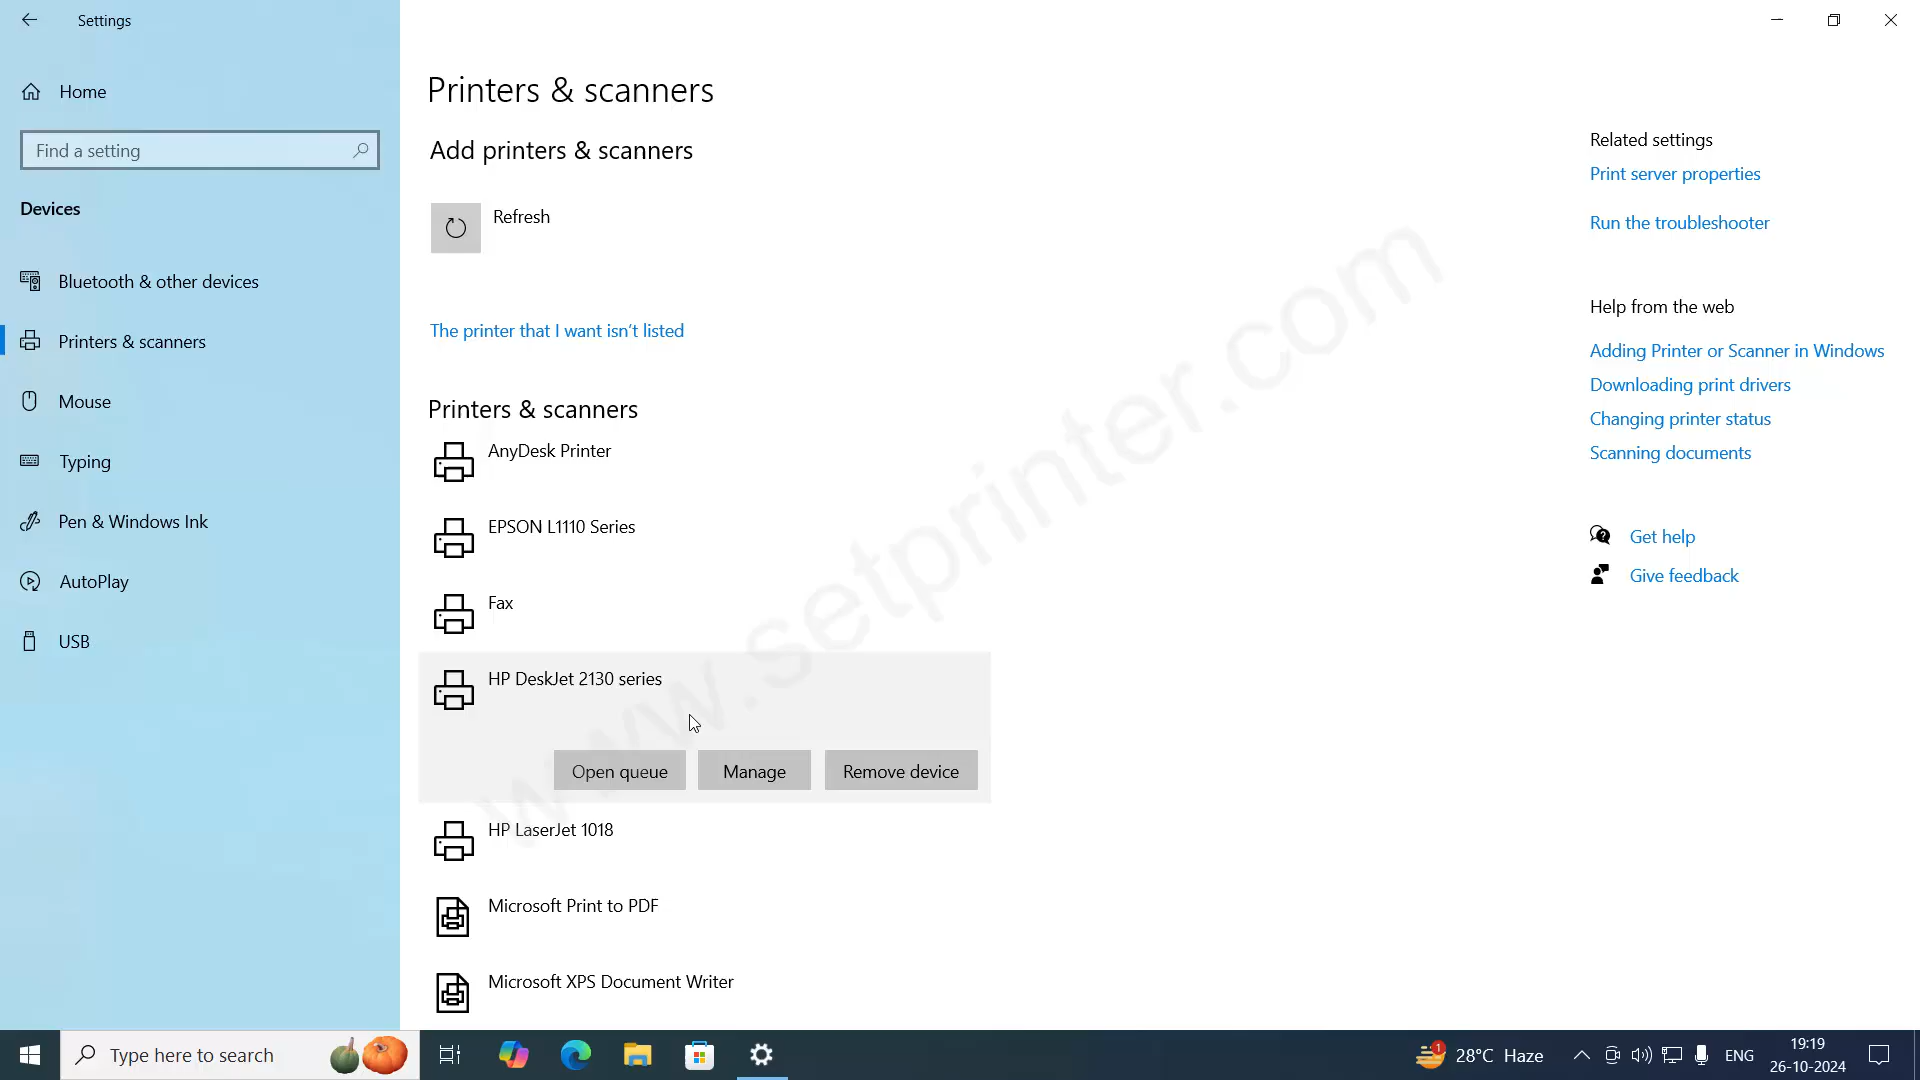 Settings
Home
Find a setting
Devices
Bluetooth & other devices
Printers & scanners
Mouse
Typing
Pen & Windows Ink
AutoPlay
USB
Printers & scanners
Add printers & scanners
Refresh
The printer that I want isn't listed
Printers & scanners
AnyDesk Printer
EPSON L1110 Series
Fax
HP DeskJet 2130 series
Open queue
Manage
Remove device
HP LaserJet 1018
Microsoft Print to PDF
Microsoft XPS Document Writer
Related settings
Print server properties
Run the troubleshooter
Help from the web
Adding Printer or Scanner in Windows
Downloading print drivers
Changing printer status
Scanning documents
Get help
Give feedback
www.setprinter.com
Type here to search
1
28°C Haze
ENG
19:19
26-10-2024